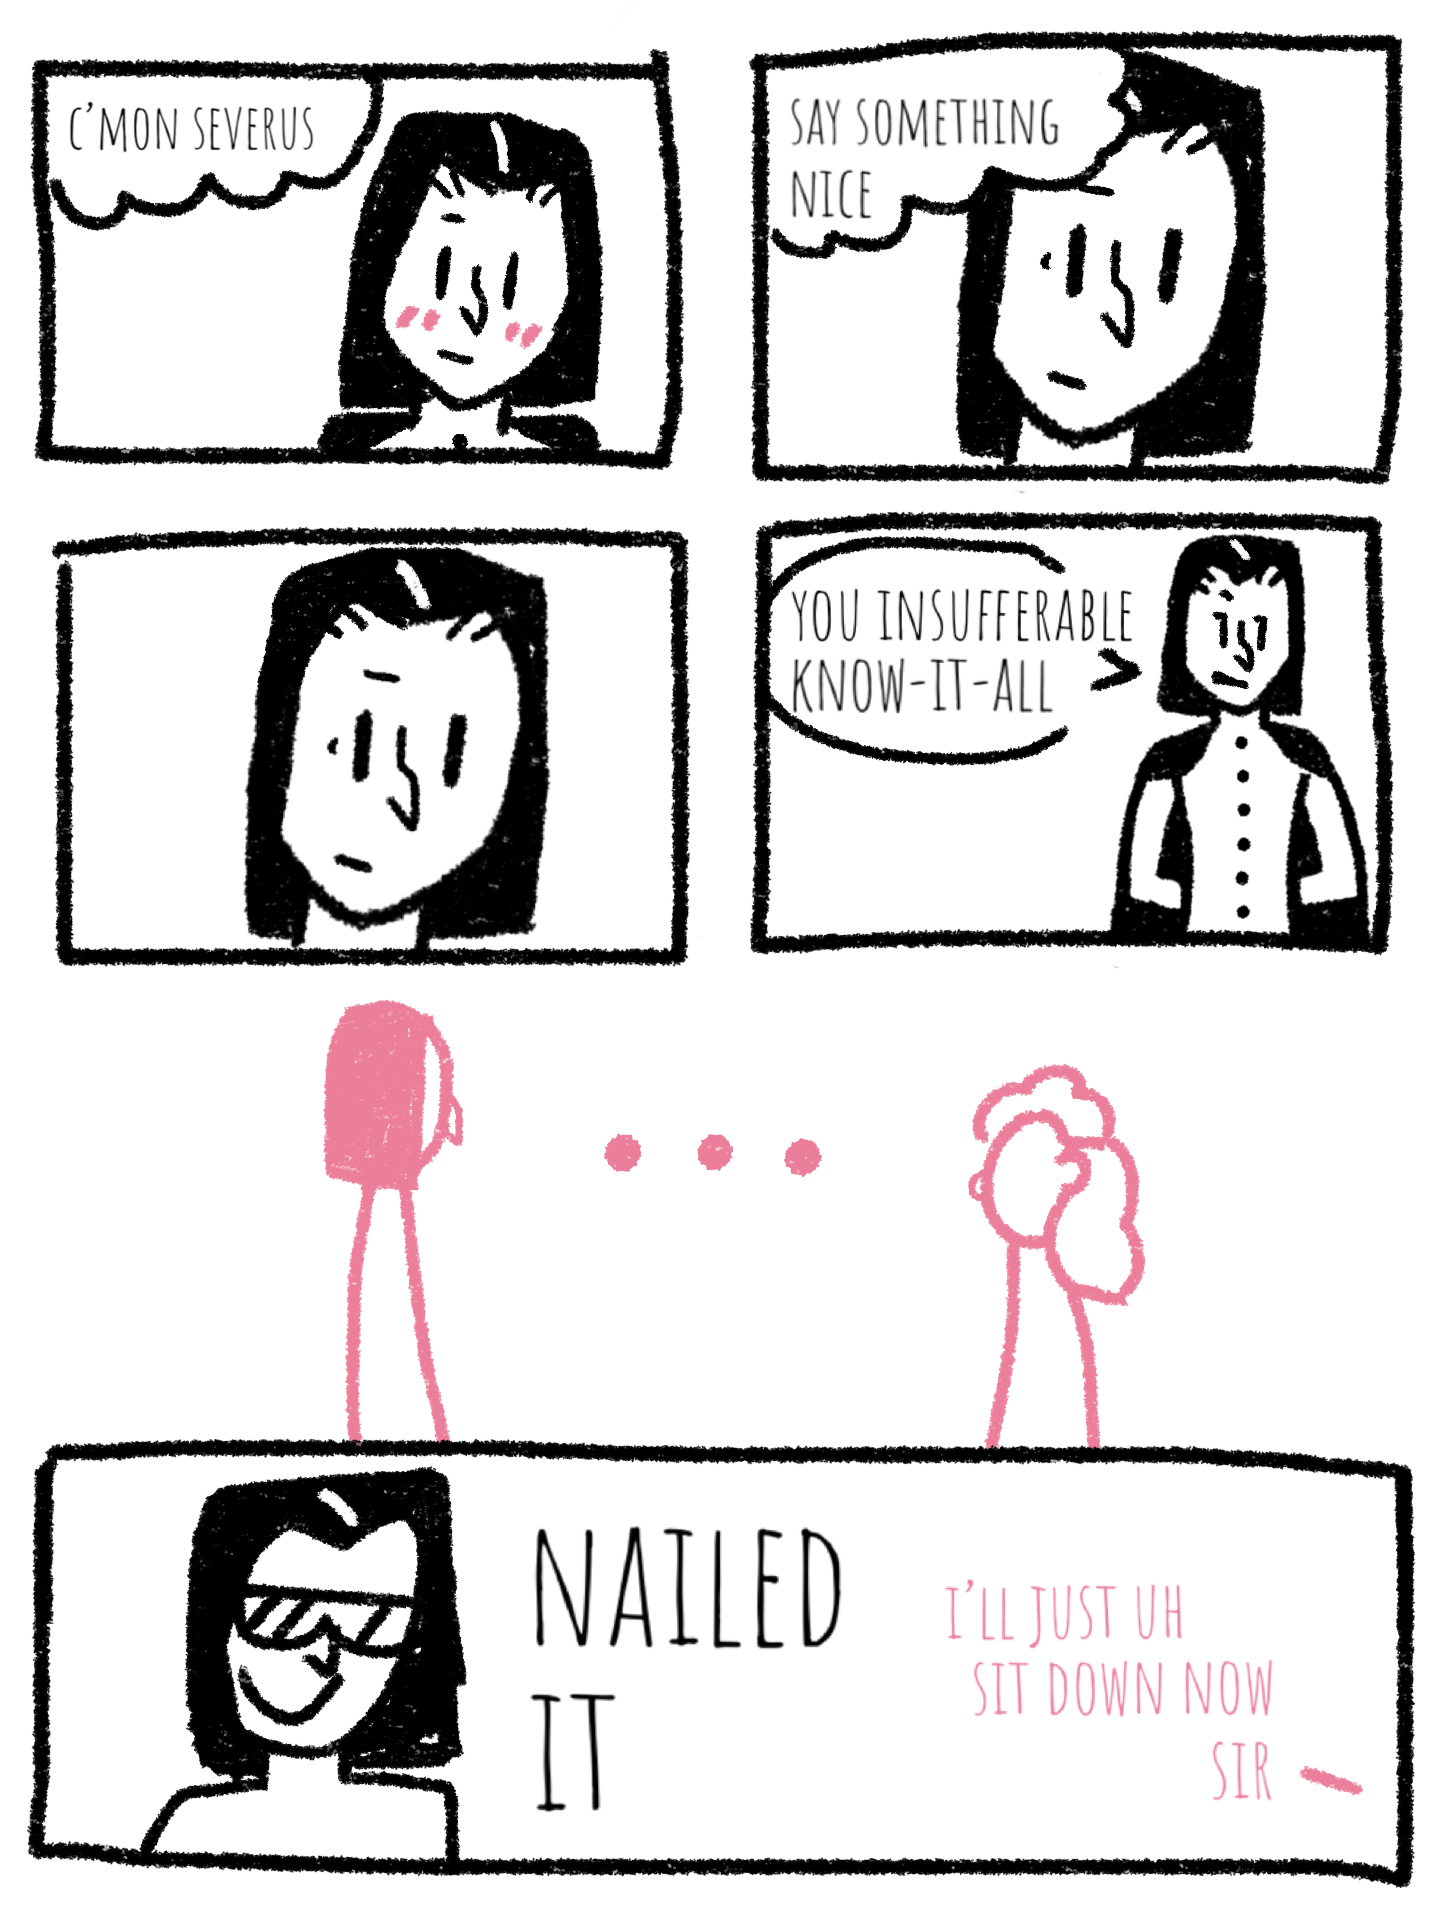 C'MON SEVERUS
SAY SOMETHING
NICE
YOU INSUFFERABLE
KNOW-IT-ALL
NAILED
IT
I'LL JUST UH
SIT DOWN NOW
SIR